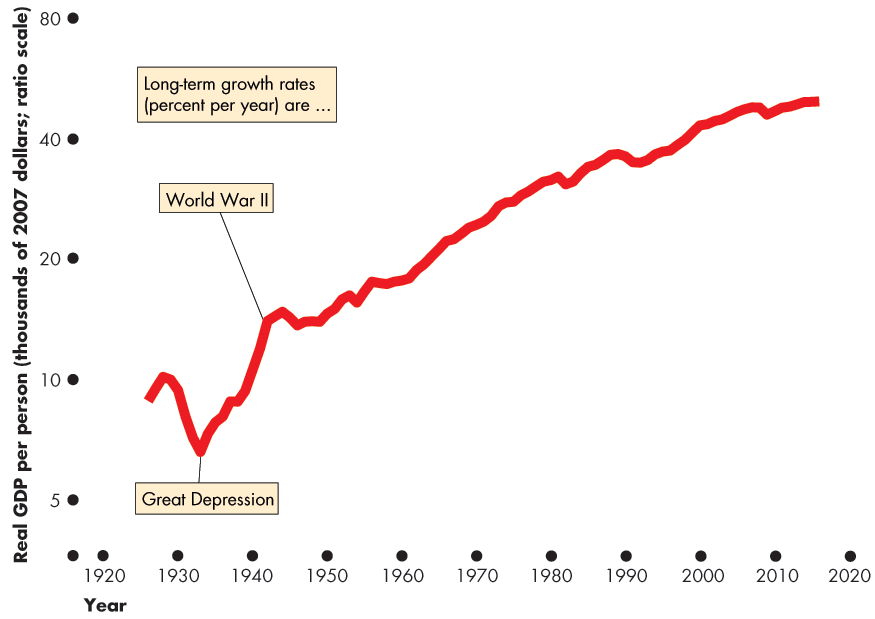 Real GDP per person (thousands of 2007 dollars; ratio scale)
80
40
20
10
5
Long-term growth rates
(percent per year) are ...
World War II
Great Depression
1920 1930 1940 1950 1960 1970 1980 1990 2000 2010 2020
Year